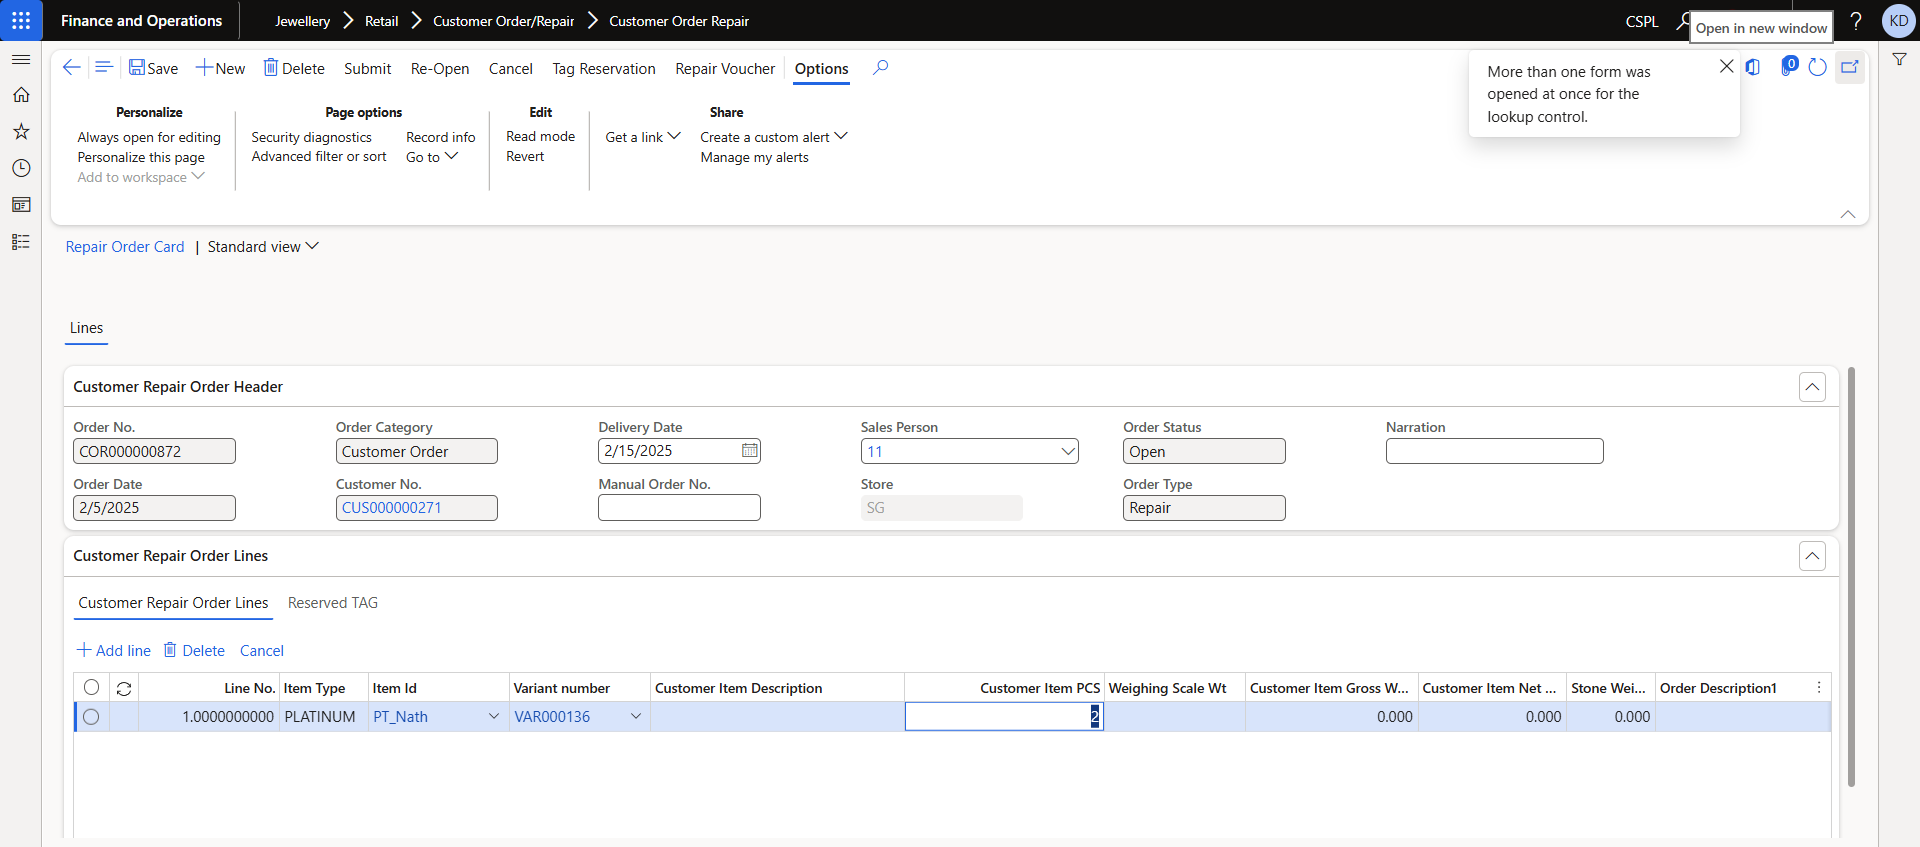 Finance and Operations
Jewellery
Retail
Customer Order/Repair
Customer Order Repair
CSPL
Open in new window
?
KD
Save
New
Delete
Submit
Re-Open
Cancel
Tag Reservation
Repair Voucher
Options
More than one form was
opened at once for the
lookup control.
0
Personalize
Always open for editing
Personalize this page
Add to workspace
Page options
Security diagnostics
Advanced filter or sort
Record info
Go to
Edit
Read mode
Revert
Get a link
Share
Create a custom alert
Manage my alerts
Repair Order Card | Standard view
Lines
Customer Repair Order Header
Order No.
COR000000872
Order Category
Customer Order
Delivery Date
2/15/2025
Sales Person
11
Order Status
Open
Narration
Order Date
2/5/2025
Customer No.
CUS000000271
Manual Order No.
Store
SG
Order Type
Repair
Customer Repair Order Lines
Customer Repair Order Lines
Reserved TAG
Add line
Delete
Cancel
Line No. Item Type Item Id Variant number Customer Item Description Customer Item PCS Weighing Scale Wt Customer Item Gross W... Customer Item Net ... Stone Wei... Order Description1
1.0000000000 PLATINUM PT_Nath VAR000136 2 0.000 0.000 0.000